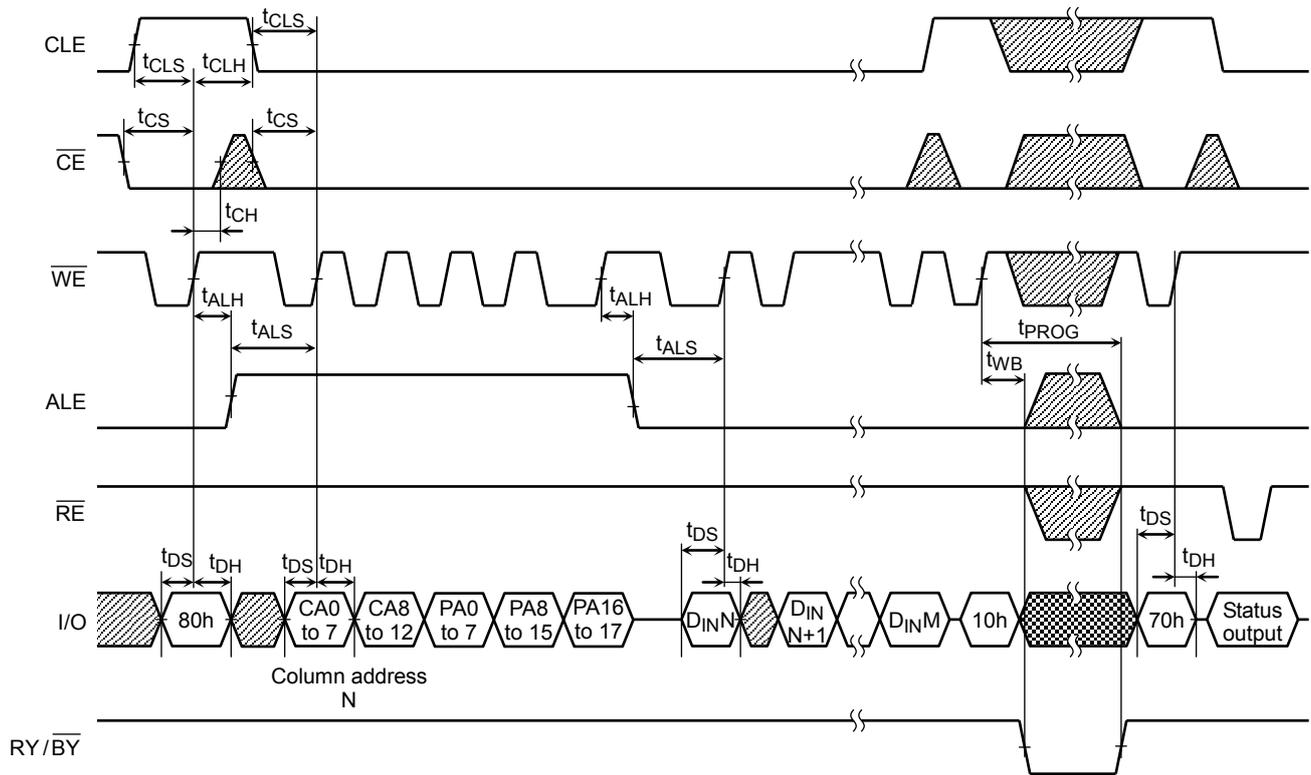 tCLS
CLE
tCLS
tCLH
tCS
tCS
CE
tCH
WE
tALH
tALH
tALS
tALS
tPROG
tWB
ALE
RE
tDS
tDH
tDS
tDH
tDS
tDH
tDS
tDH
I/O
80h
CA0
to 7
CA8
to 12
PA0
to 7
PA8
to 15
PA16
to 17
DINN
DIN
N+1
DINM
10h
70h
Status
output
Column address
N
RY/BY